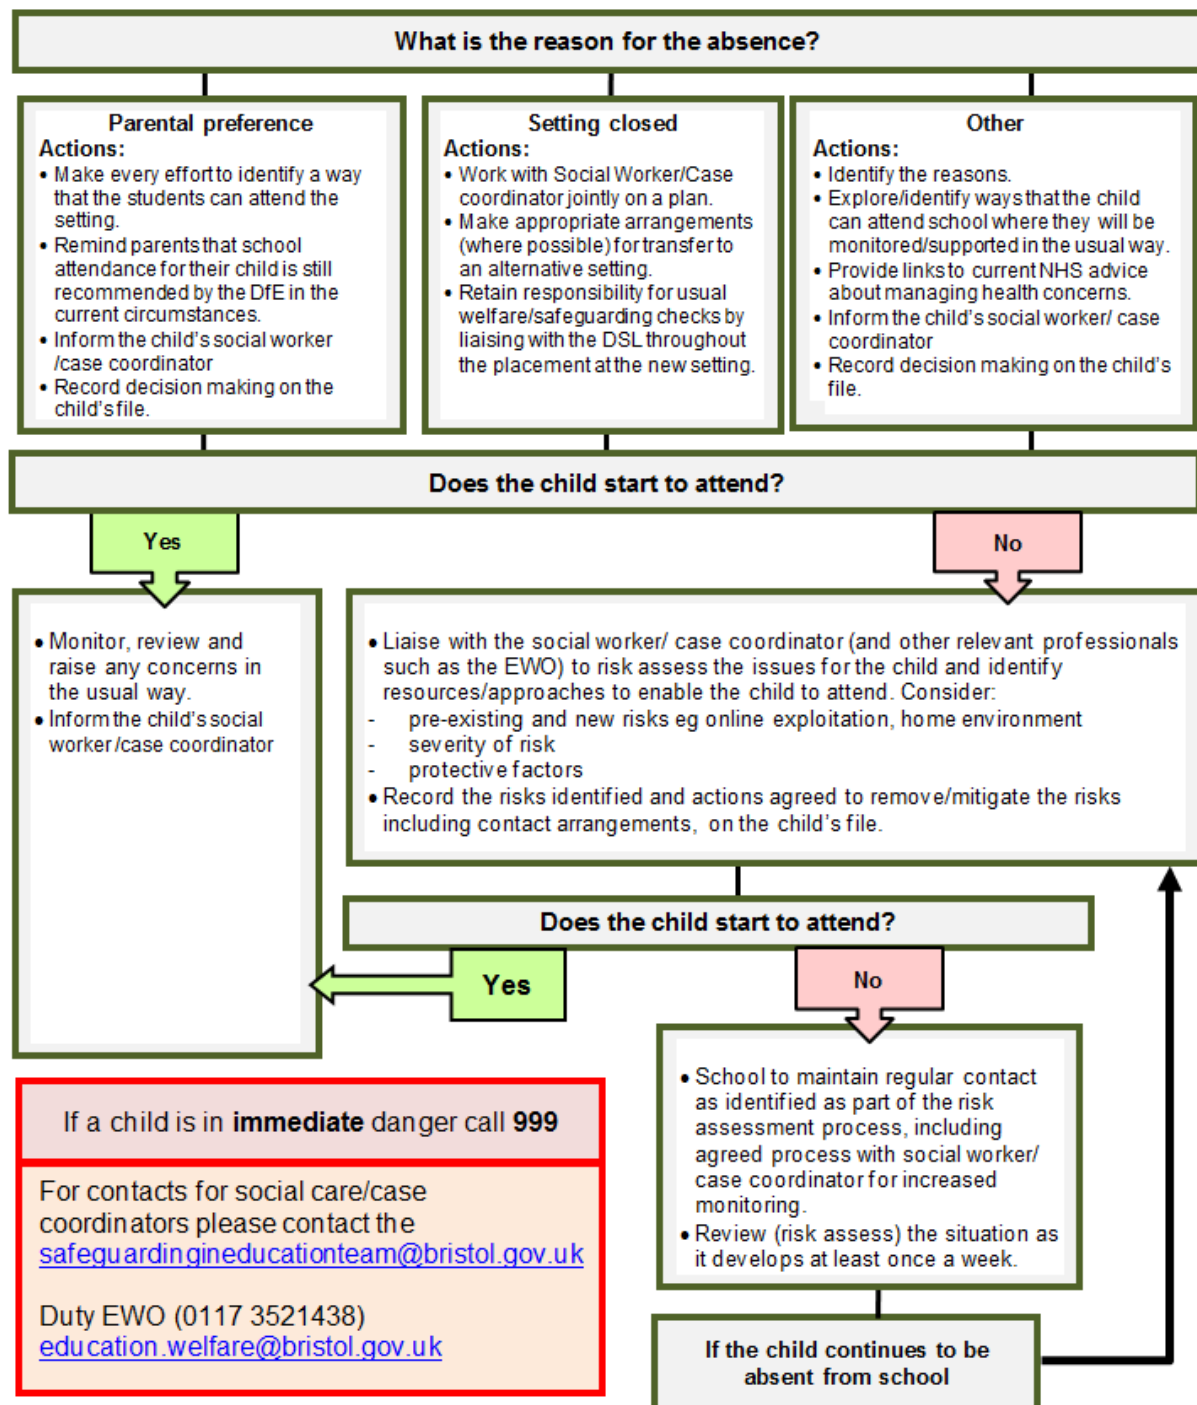 What is the reason for the absence?
Parental preference
Actions:
• Make every effort to identify a way
that the students can attend the
setting.
• Remind parents that school
attendance for their child is still
recommended by the DfE in the
current circumstances.
• Inform the child's social worker
/case coordinator
• Record decision making on the
child's file.
Setting closed
Actions:
• Work with Social Worker/Case
coordinator jointly on a plan.
• Make appropriate arrangements
(where possible) for transfer to
an alternative setting.
• Retain responsibility for usual
welfare/safeguarding checks by
liaising with the DSL throughout
the placement at the new setting.
Other
Actions:
• Identify the reasons.
• Explore/identify ways that the child
can attend school where they will be
monitored/supported in the usual way.
• Provide links to current NHS advice
about managing health concerns.
• Inform the child's social worker/ case
coordinator
• Record decision making on the child's
file.
Does the child start to attend?
Yes
No
• Monitor, review and
raise any concerns in
the usual way.
• Inform the child's social
worker/case coordinator
• Liaise with the social worker/ case coordinator (and other relevant professionals
such as the EWO) to risk assess the issues for the child and identify
resources/approaches to enable the child to attend. Consider:
- pre-existing and new risks eg online exploitation, home environment
- severity of risk
- protective factors
• Record the risks identified and actions agreed to remove/mitigate the risks
including contact arrangements, on the child's file.
Does the child start to attend?
Yes
No
• School to maintain regular contact
as identified as part of the risk
assessment process, including
agreed process with social worker/
case coordinator for increased
monitoring.
• Review (risk assess) the situation as
it develops at least once a week.
If the child continues to be
absent from school
If a child is in immediate danger call 999
For contacts for social care/case
coordinators please contact the
safeguardingineducationteam@bristol.gov.uk
Duty EWO (0117 3521438)
education.welfare@bristol.gov.uk